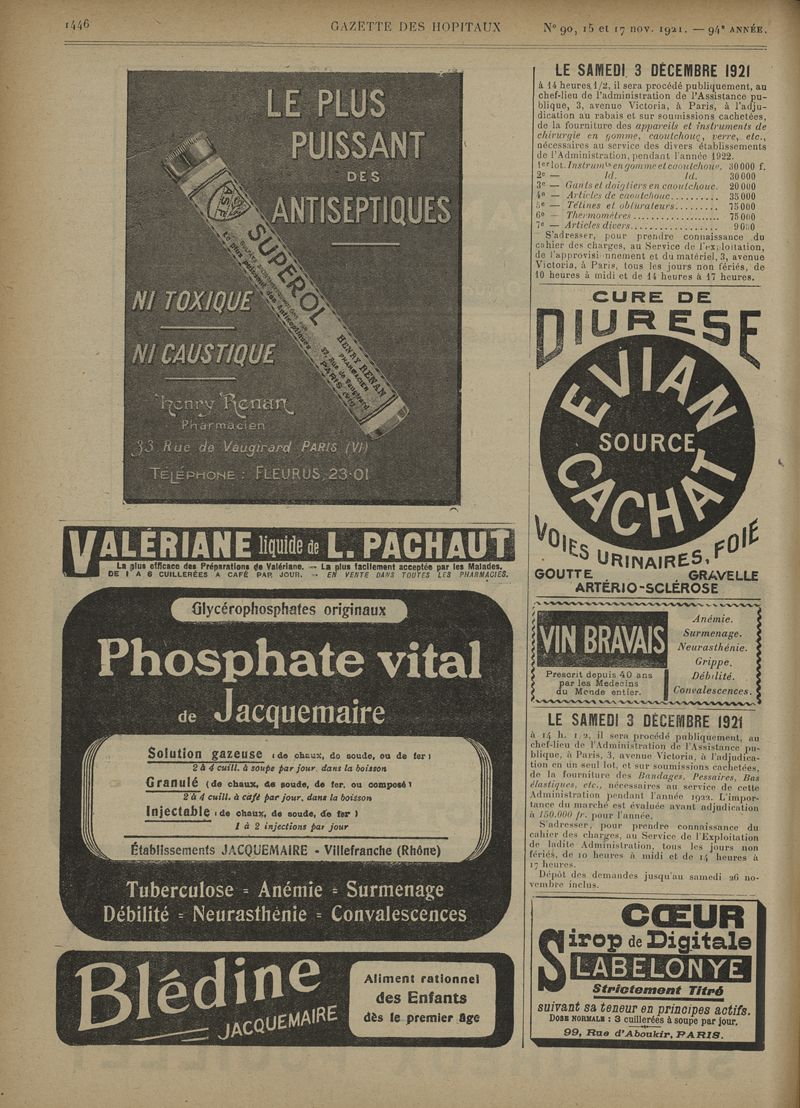 1446
GAZETTE DES HOPITAUX
N° 90, 15 et 17 nov. 1921. — 94e ANNÉE.
LE PLUS
PUISSANT
DES
ANTISEPTIQUES
SUPEROL
Le plus puissant des Antiseptiques
HENRY RENAN
PHARMACIEN
33, Rue de Vaugirard
PARIS (VI)
NI TOXIQUE
NI CAUSTIQUE
Henry Renan
Pharmacien
33 Rue de Vaugirard PARIS (VI)
TÉLÉPHONE : FLEURUS 23-01
VALÉRIANE liquide de L. PACHAUT
La plus efficace des Préparations de Valériane. — La plus facilement acceptée par les Malades.
DE 1 A 6 CUILLERÉES A CAFÉ PAR JOUR. — EN VENTE DANS TOUTES LES PHARMACIES.
Glycérophosphates originaux
Phosphate vital
de Jacquemaire
Solution gazeuse (de chaux, de soude, ou de fer)
2 à 4 cuill. à soupe par jour, dans la boisson
Granulé (de chaux, de soude, de fer, ou composé)
2 à 4 cuill. à café par jour, dans la boisson
Injectable (de chaux, de soude, de fer)
1 à 2 injections par jour
Établissements JACQUEMAIRE - Villefranche (Rhône)
Tuberculose = Anémie = Surmenage
Débilité = Neurasthénie = Convalescences
Blédine
JACQUEMAIRE
Aliment rationnel
des Enfants
dès le premier âge
LE SAMEDI 3 DÉCEMBRE 1921
à 14 heures 1/2, il sera procédé publiquement, au
chef-lieu de l'administration de l'Assistance pu-
blique, 3, avenue Victoria, à Paris, à l'adju-
dication au rabais et sur soumissions cachetées,
de la fourniture des appareils et instruments de
chirurgie en gomme, caoutchouc, verre, etc.,
nécessaires au service des divers établissements
de l'Administration, pendant l'année 1922.
1er lot. Instrumts en gomme et caoutchouc. 30000 f.
2e — Id. Id. 30000
3e — Gants et doigtiers en caoutchouc. 20000
4e — Articles de caoutchouc.......... 35000
5e — Tétines et obturateurs......... 75000
6e — Thermomètres.................... 75000
7e — Articles divers.................. 9000
S'adresser, pour prendre connaissance du
cahier des charges, au Service de l'exploitation,
de l'approvisionnement et du matériel, 3, avenue
Victoria, à Paris, tous les jours non fériés, de
10 heures à midi et de 14 heures à 17 heures.
CURE DE
DIURESE
EVIAN
SOURCE
CACHAT
VOIES URINAIRES, FOIE
GOUTTE GRAVELLE
ARTÉRIO-SCLÉROSE
VIN BRAVAIS
Prescrit depuis 40 ans
par les Medecins
du Monde entier.
Anémie.
Surmenage.
Neurasthénie.
Grippe.
Débilité.
Convalescences.
LE SAMEDI 3 DÉCEMBRE 1921
à 14 h. 1/2, il sera procédé publiquement, au
chef-lieu de l'Administration de l'Assistance pu-
blique, à Paris, 3, avenue Victoria, à l'adjudica-
tion en un seul lot, et sur soumissions cachetées,
de la fourniture des Bandages, Pessaires, Bas
élastiques, etc., nécessaires au service de cette
Administration pendant l'année 1922. L'impor-
tance du marché est évaluée avant adjudication
à 150.000 fr. pour l'année.
S'adresser, pour prendre connaissance du
cahier des charges, au Service de l'Exploitation
de ladite Administration, tous les jours non
fériés, de 10 heures à midi et de 14 heures à
17 heures.
Dépôt des demandes jusqu'au samedi 26 no-
vembre inclus.
CŒUR
Sirop de Digitale
LABELONYE
Strictement Titré
suivant sa teneur en principes actifs.
DOSE NORMALE : 3 cuillerées à soupe par jour.
99, Rue d'Aboukir, PARIS.